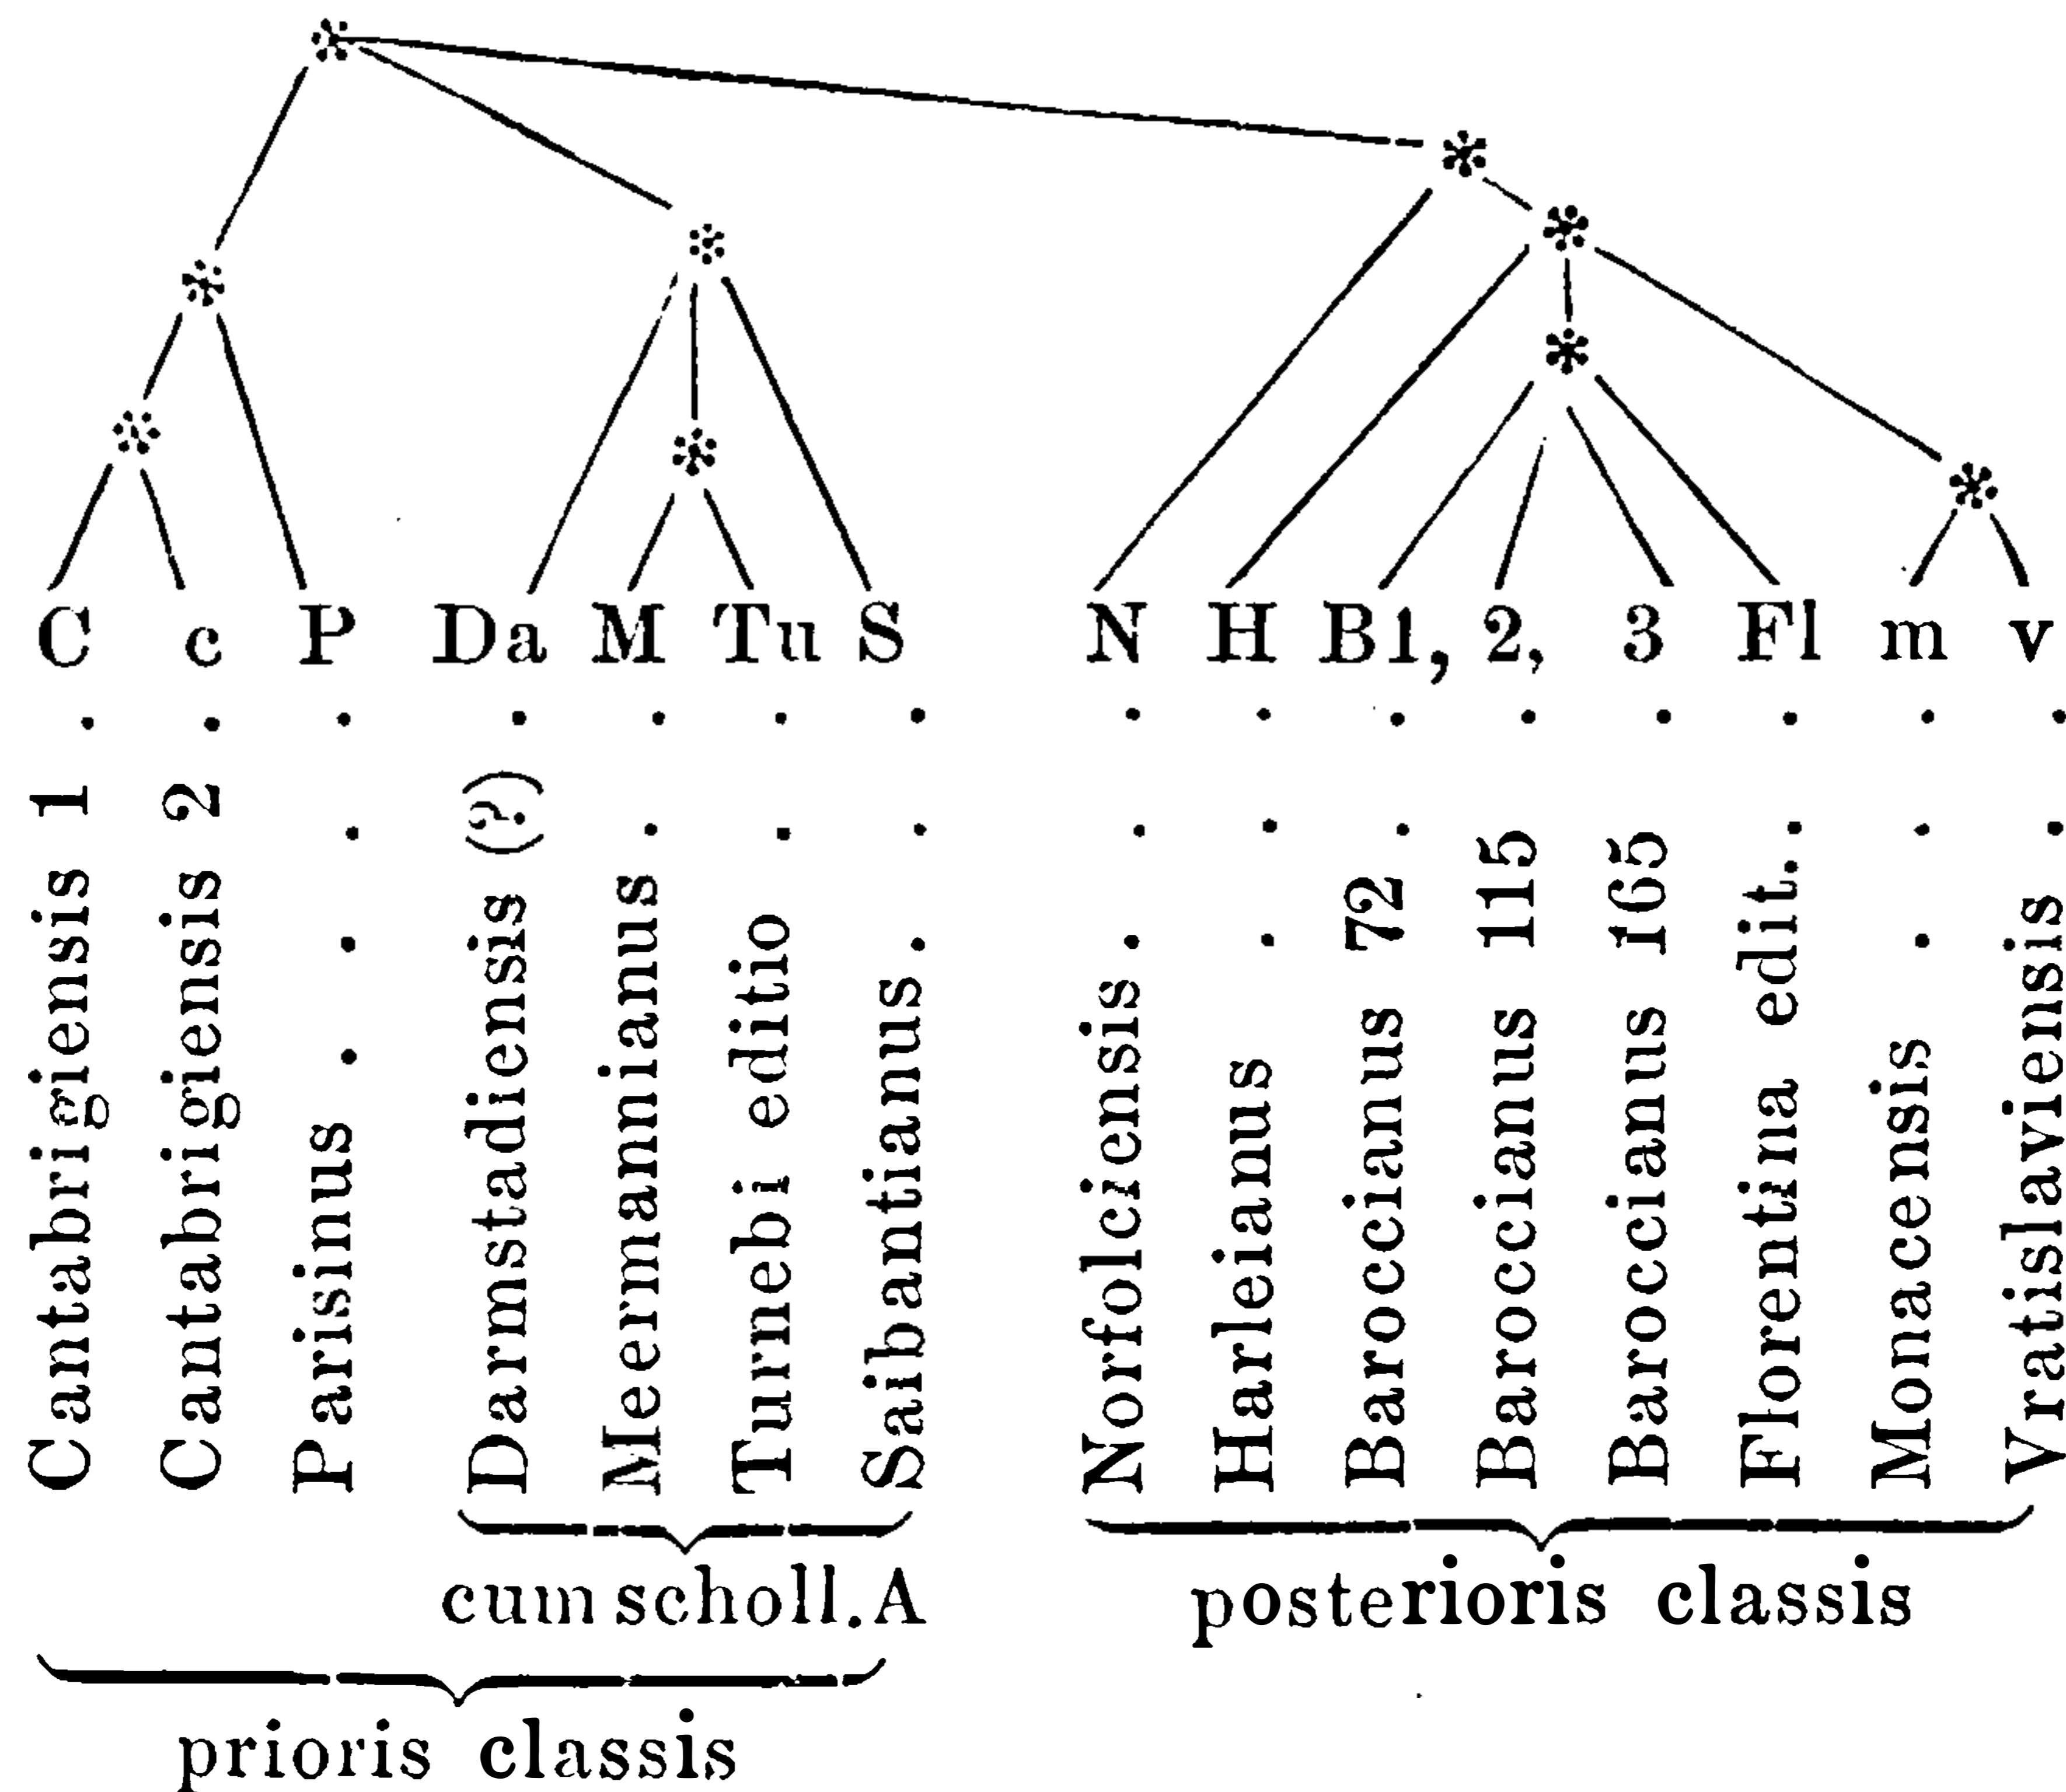 C c P Da M Tu S N H B1, 2, 3 Fl m v
Cantabrigiensis 1
Cantabrigiensis 2
Parisinus
Darmstadiensis (?)
Meermannianus
Turnebi editio
Saibantianus
Norfolciensis
Harleianus
Baroccianus 72
Baroccianus 115
Baroccianus 165
Florentina edit.
Monacensis
Vratislaviensis
cum scholl. A
posterioris classis
prioris classis